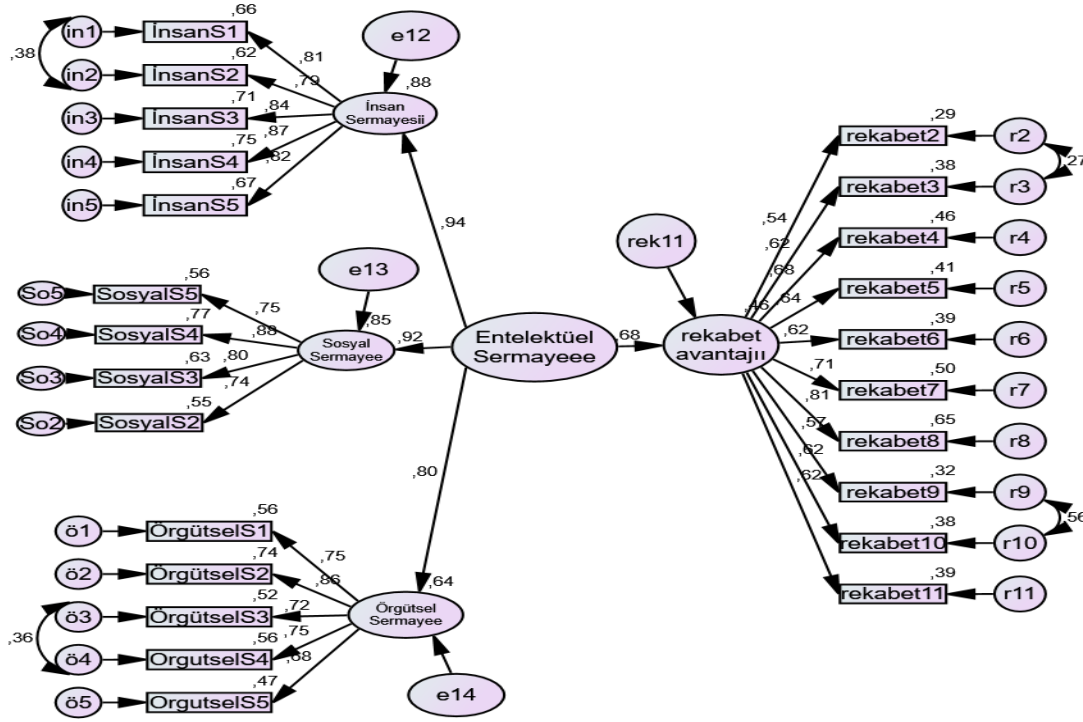 in1
İnsanS1
,66
,38
in2
İnsanS2
,62
in3
İnsanS3
,71
in4
İnsanS4
,75
in5
İnsanS5
,67
,81
,79
,84
,87
,82
e12
,88
İnsan
Sermayesii
,94
So5
SosyalS5
,56
So4
SosyalS4
,77
So3
SosyalS3
,63
So2
SosyalS2
,55
,75
,88
,80
,74
e13
,85
Sosyal
Sermayee
,92
Entelektüel
Sermayeee
,68
,80
ö1
ÖrgütselS1
,56
ö2
ÖrgütselS2
,74
ö3
ÖrgütselS3
,52
,36
ö4
OrgutselS4
,56
ö5
OrgutselS5
,47
,75
,86
,72
,75
,68
,64
Örgütsel
Sermayee
e14
rek11
,46
rekabet
avantajıı
,54
,62
,68
,64
,62
,71
,81
,57
,62
,62
,29
rekabet2
r2
,27
,38
rekabet3
r3
,46
rekabet4
r4
,41
rekabet5
r5
,39
rekabet6
r6
,50
rekabet7
r7
,65
rekabet8
r8
,32
rekabet9
r9
,56
,38
rekabet10
r10
,39
rekabet11
r11